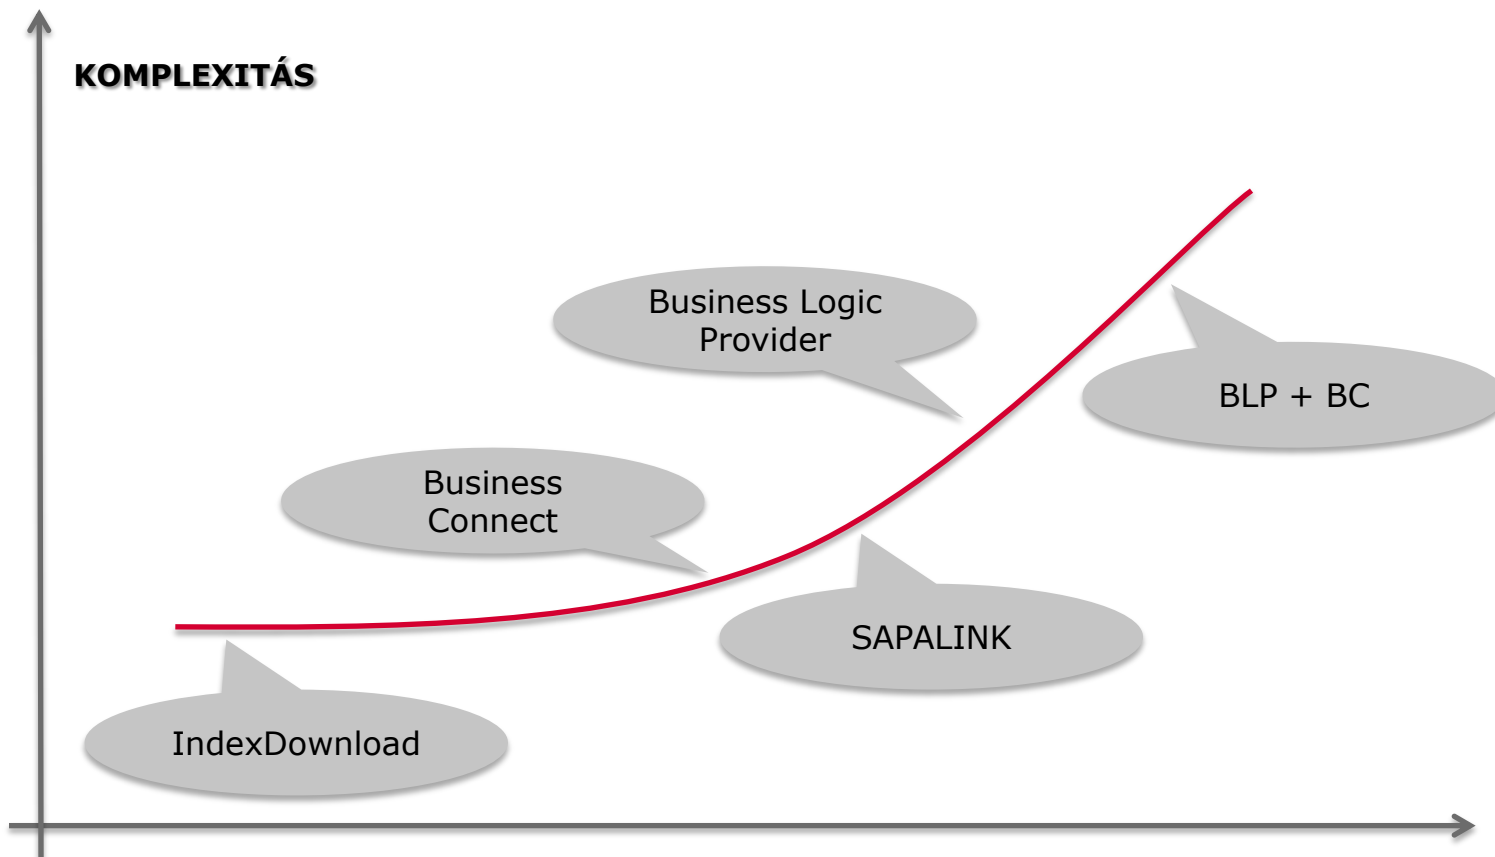 KOMPLEXITÁS
Business Logic
Provider
BLP + BC
Business
Connect
SAPALINK
IndexDownload